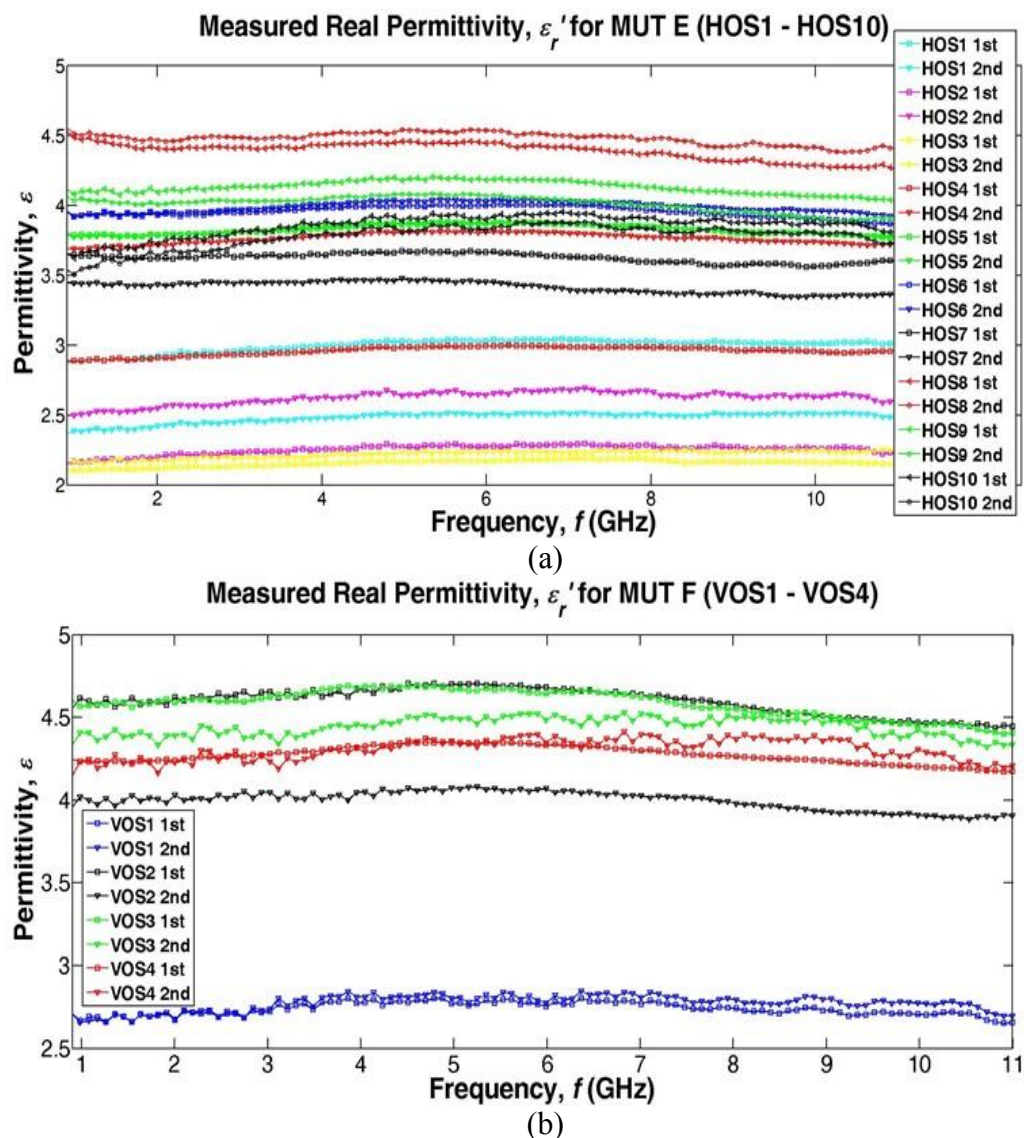 Measured Real Permittivity, εr′ for MUT E (HOS1 - HOS10)
5
4.5
4
3.5
3
2.5
2
Permittivity, ε
2
4
6
8
10
Frequency, f (GHz)
HOS1 1st
HOS1 2nd
HOS2 1st
HOS2 2nd
HOS3 1st
HOS3 2nd
HOS4 1st
HOS4 2nd
HOS5 1st
HOS5 2nd
HOS6 1st
HOS6 2nd
HOS7 1st
HOS7 2nd
HOS8 1st
HOS8 2nd
HOS9 1st
HOS9 2nd
HOS10 1st
HOS10 2nd
(a)
Measured Real Permittivity, εr′ for MUT F (VOS1 - VOS4)
5
4.5
4
3.5
3
2.5
Permittivity, ε
VOS1 1st
VOS1 2nd
VOS2 1st
VOS2 2nd
VOS3 1st
VOS3 2nd
VOS4 1st
VOS4 2nd
1
2
3
4
5
6
7
8
9
10
11
Frequency, f (GHz)
(b)